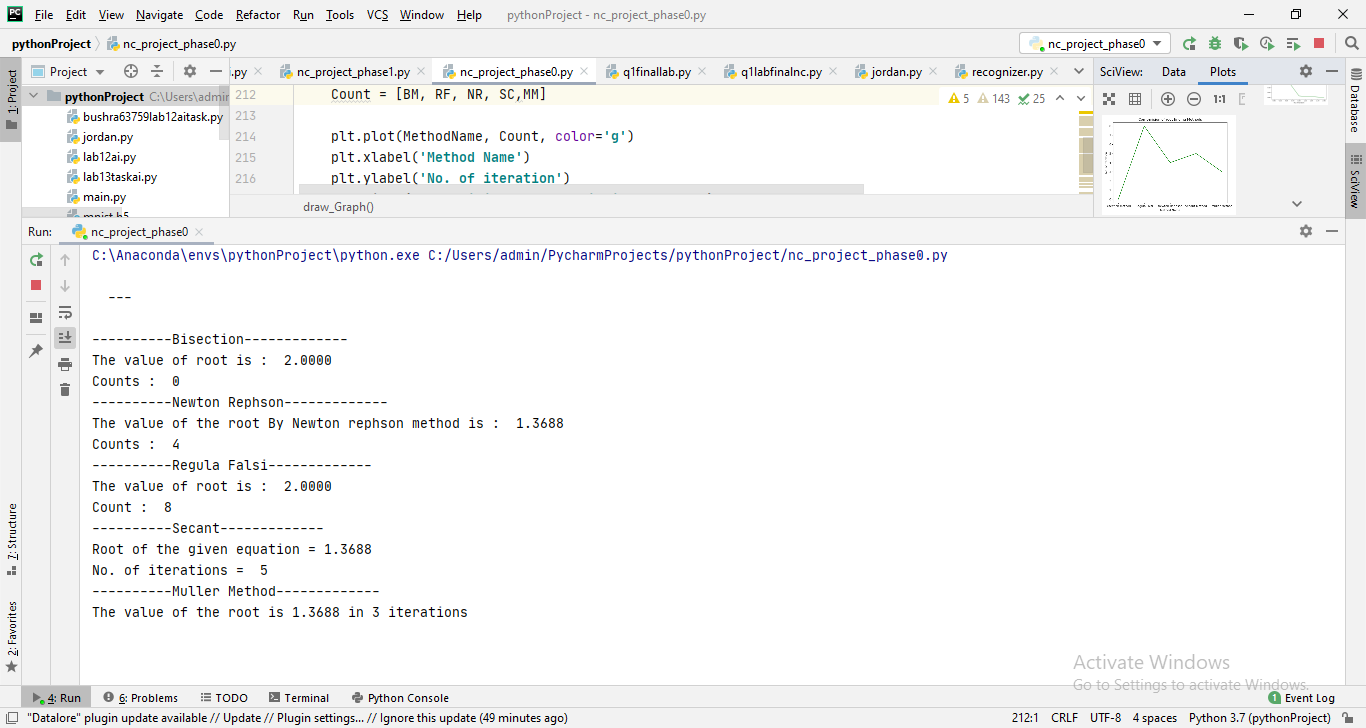 PC File Edit View Navigate Code Refactor Run Tools VCS Window Help pythonProject - nc_project_phase0.py
pythonProject nc_project_phase0.py nc_project_phase0
1: Project
Project .py nc_project_phase1.py nc_project_phase0.py q1finallab.py q1labfinalnc.py jordan.py recognizer.py SciView: Data Plots
pythonProject C:\Users\admin
bushra63759lab12aitask.py
jordan.py
lab12ai.py
lab13taskai.py
main.py
mnist.h5
212 Count = [BM, RF, NR, SC,MM]
213
214 plt.plot(MethodName, Count, color='g')
215 plt.xlabel('Method Name')
216 plt.ylabel('No. of iteration')
5 143 25
draw_Graph()
1:1
Database
SciView
Run: nc_project_phase0
C:\Anaconda\envs\pythonProject\python.exe C:/Users/admin/PycharmProjects/pythonProject/nc_project_phase0.py
---
----------Bisection-------------
The value of root is :  2.0000
Counts :  0
----------Newton Rephson-------------
The value of the root By Newton rephson method is :  1.3688
Counts :  4
----------Regula Falsi-------------
The value of root is :  2.0000
Count :  8
----------Secant-------------
Root of the given equation = 1.3688
No. of iterations =  5
----------Muller Method-------------
The value of the root is 1.3688 in 3 iterations
7: Structure
2: Favorites
Activate Windows
Go to Settings to activate Windows.
4: Run 6: Problems TODO Terminal Python Console 1 Event Log
"Datalore" plugin update available // Update // Plugin settings... // Ignore this update (49 minutes ago) 212:1 CRLF UTF-8 4 spaces Python 3.7 (pythonProject)